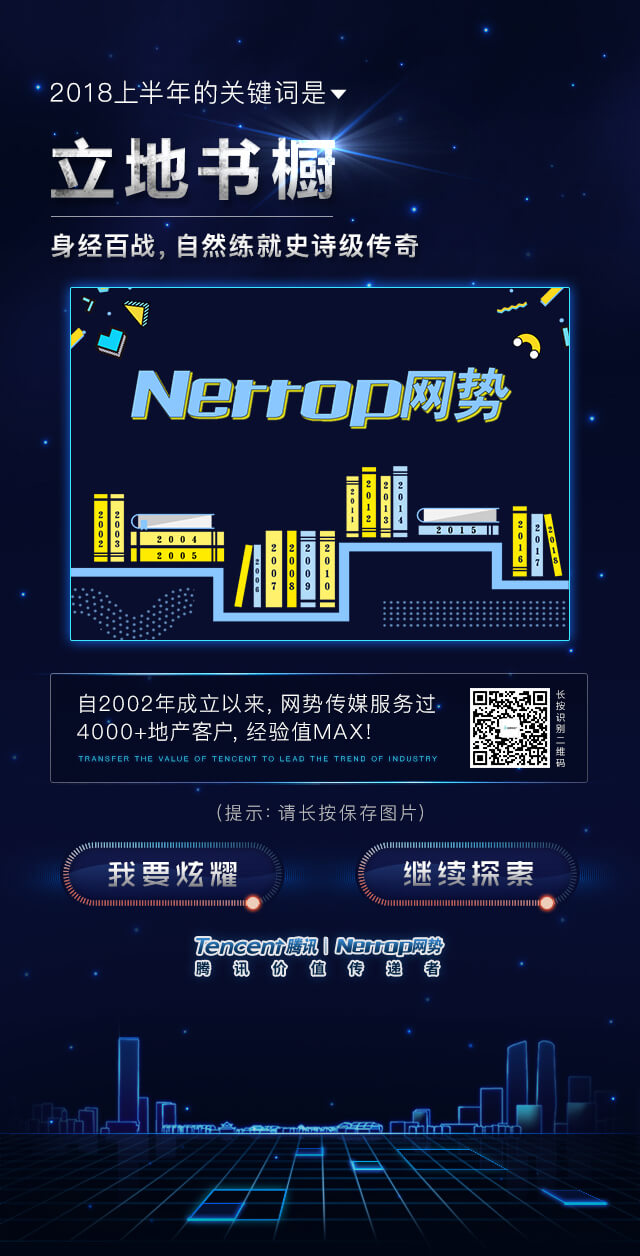 2018上半年的关键词是
立地书橱
身经百战，自然练就史诗级传奇
Nettop网势
2002
2003
2004
2005
2006
2007
2008
2009
2010
2011
2012
2013
2014
2015
2016
2017
2018
自2002年成立以来，网势传媒服务过
4000+地产客户，经验值MAX!
TRANSFER THE VALUE OF TENCENT TO LEAD THE TREND OF INDUSTRY
长按识别二维码
(提示：请长按保存图片)
我要炫耀
继续探索
Tencent腾讯 | Nettop网势
腾讯价值传递者